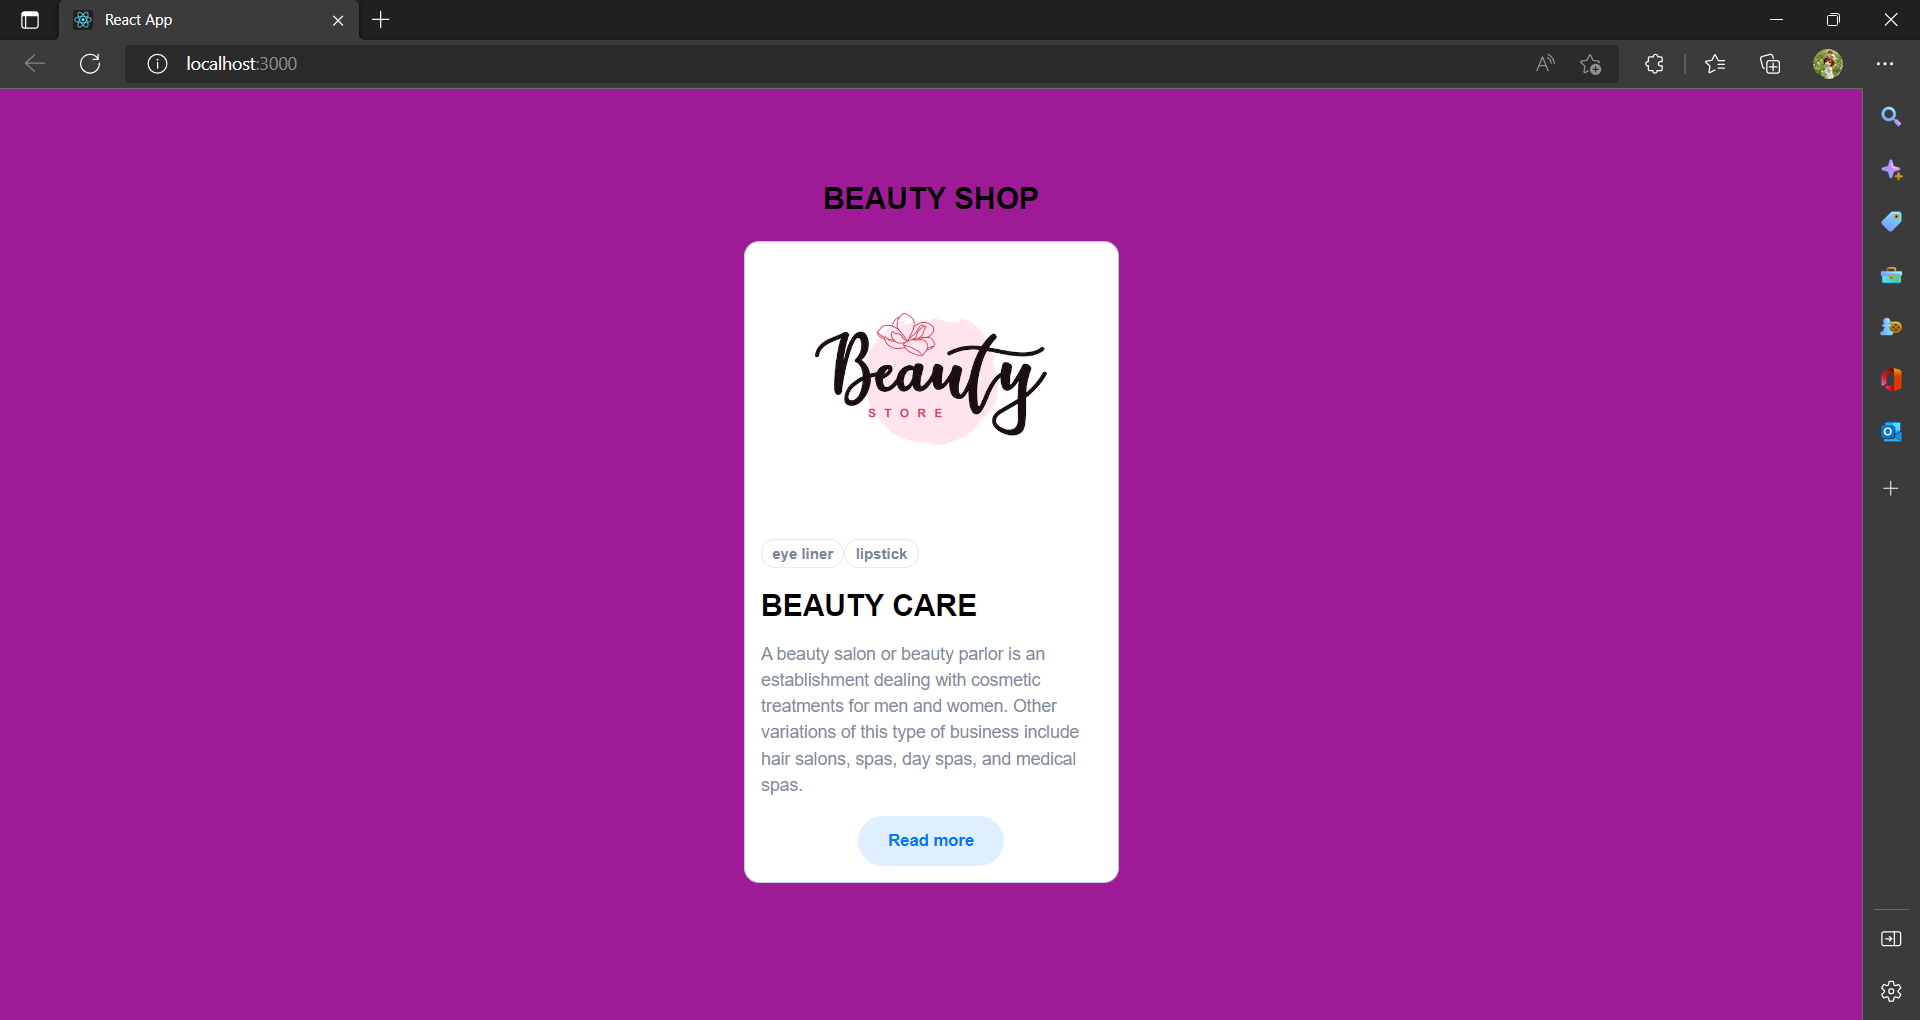 React App
localhost:3000
BEAUTY SHOP
Beauty
STORE
eye liner lipstick
BEAUTY CARE
A beauty salon or beauty parlor is an
establishment dealing with cosmetic
treatments for men and women. Other
variations of this type of business include
hair salons, spas, day spas, and medical
spas.
Read more